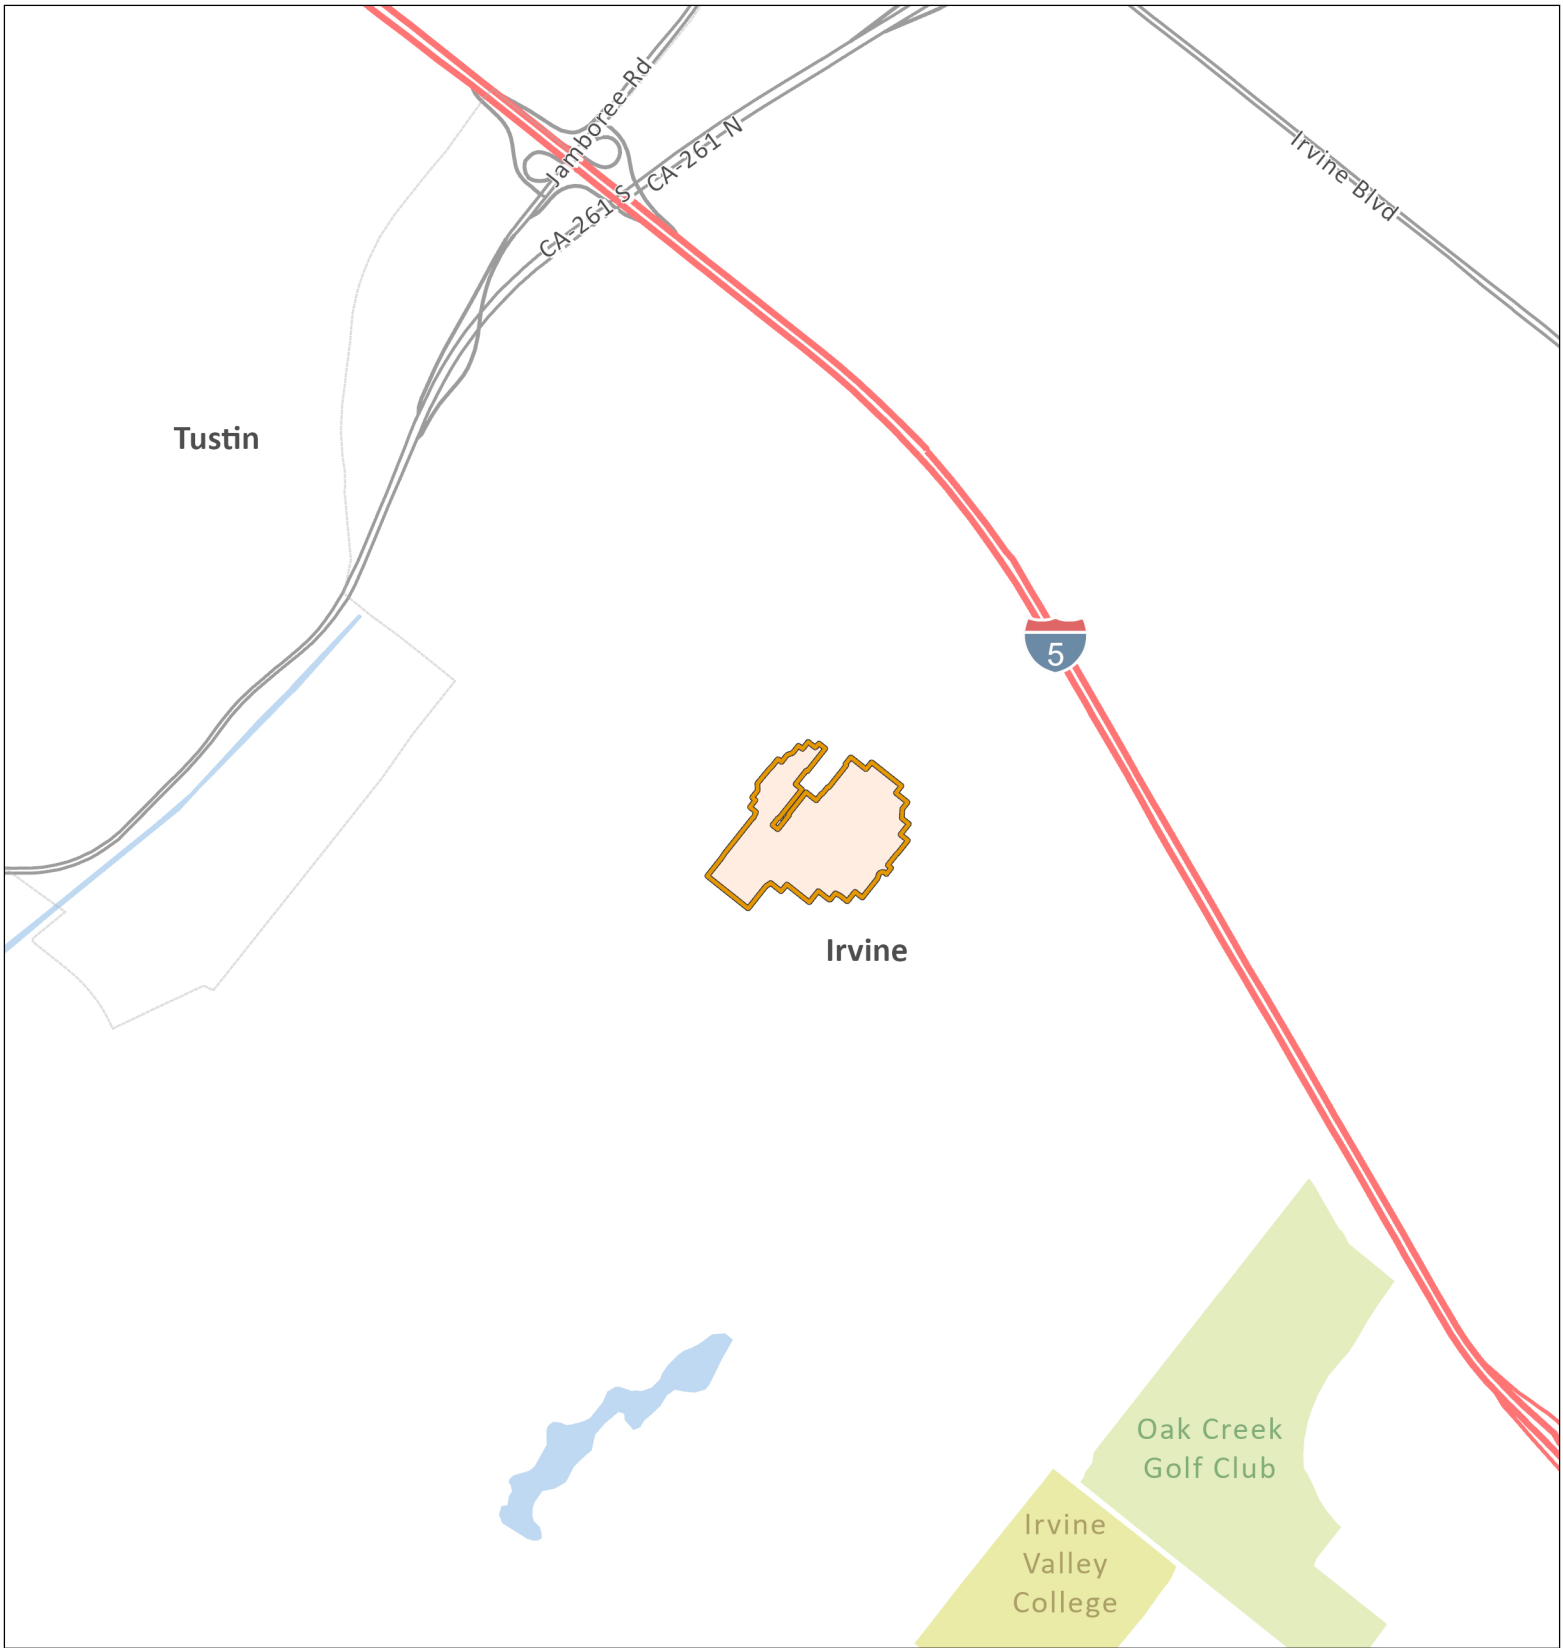 Jamboree Rd
CA-261 N
Irvine Blvd
CA-261 S
Tustin
5
Irvine
Oak Creek
Golf Club
Irvine
Valley
College